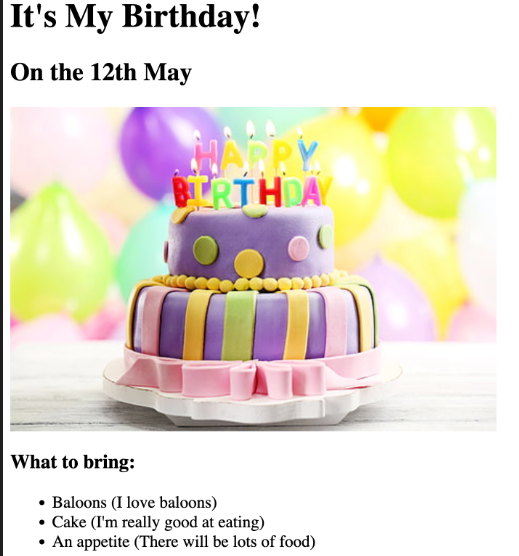 It's My Birthday!
On the 12th May
HAPPY
BIRTHDAY
What to bring:
Baloons (I love baloons)
Cake (I'm really good at eating)
An appetite (There will be lots of food)